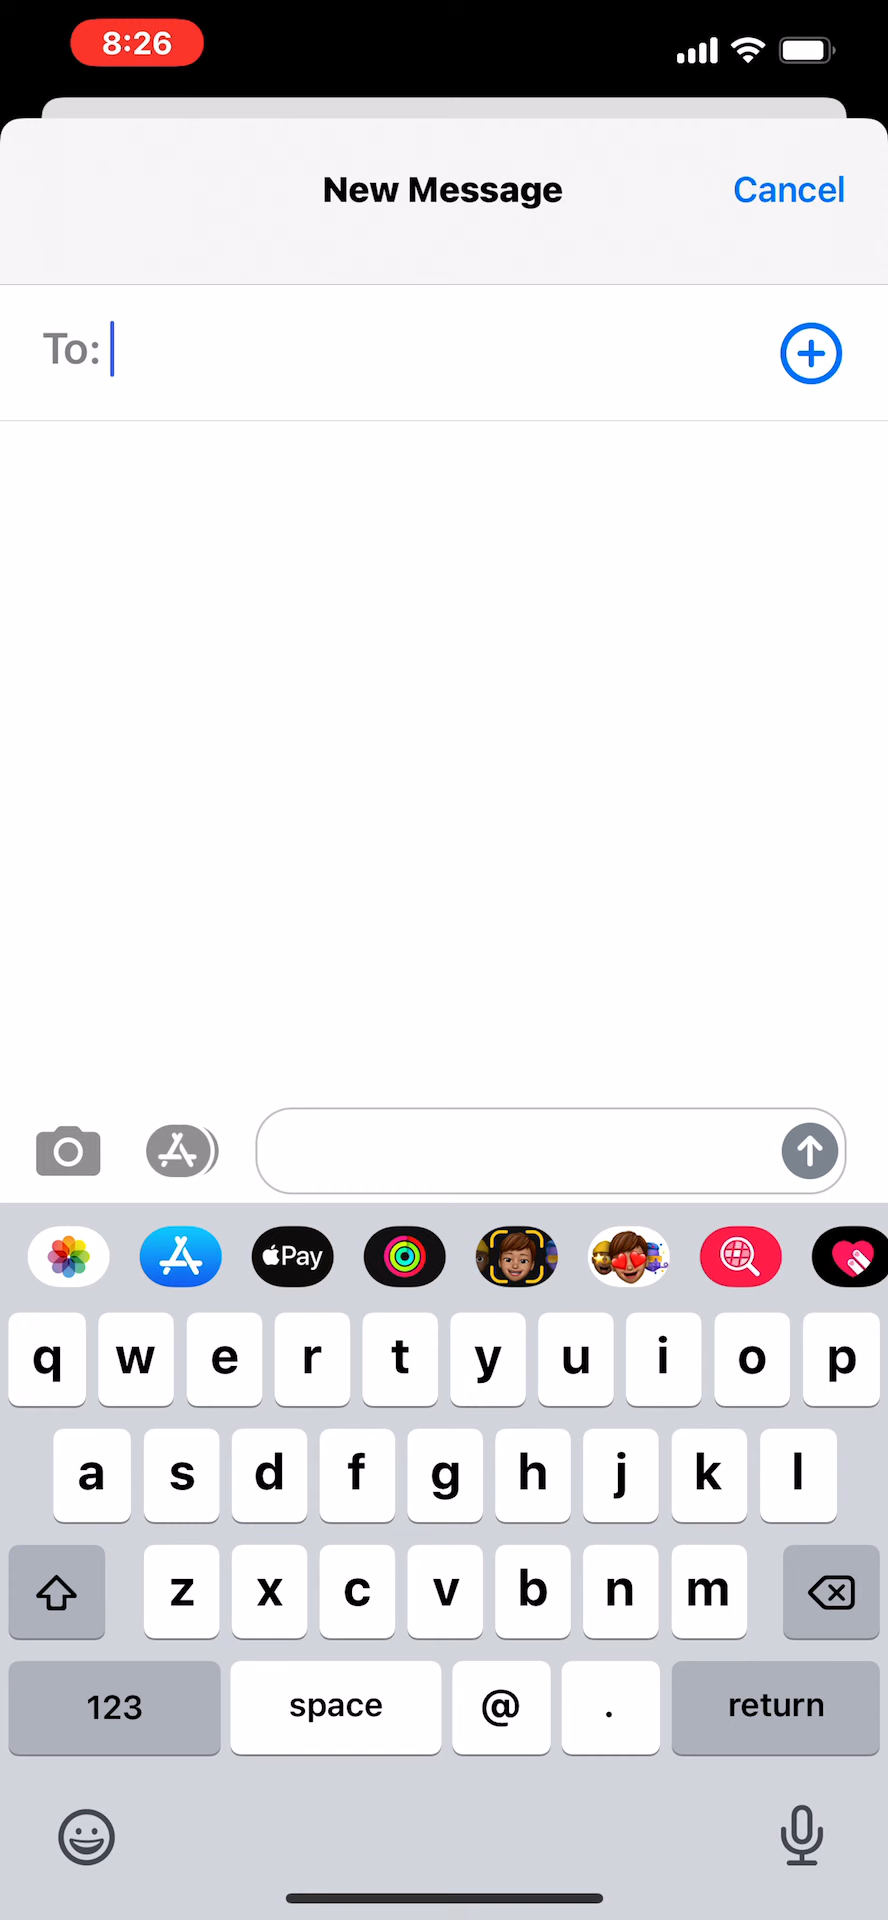 8:26
New Message Cancel
To:
Pay
q w e r t y u i o p
a s d f g h j k l
z x c v b n m
123 space @ . return